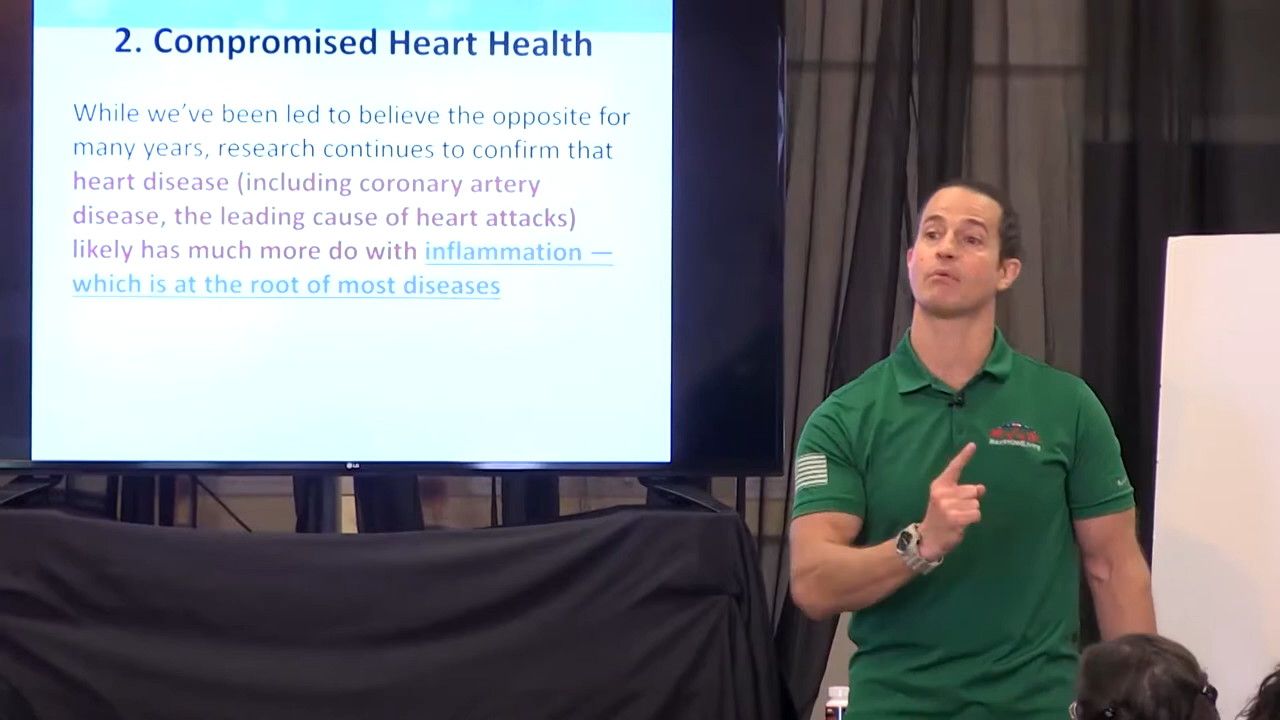 2. Compromised Heart Health
While we’ve been led to believe the opposite for
many years, research continues to confirm that
heart disease (including coronary artery
disease, the leading cause of heart attacks)
likely has much more do with inflammation —
which is at the root of most diseases
LG